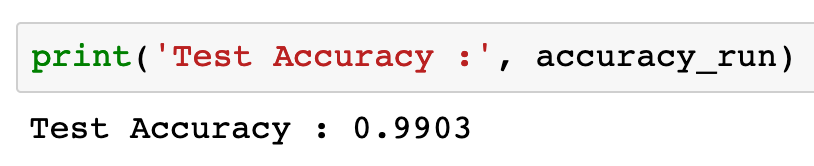 print('Test Accuracy :', accuracy_run)
Test Accuracy : 0.9903